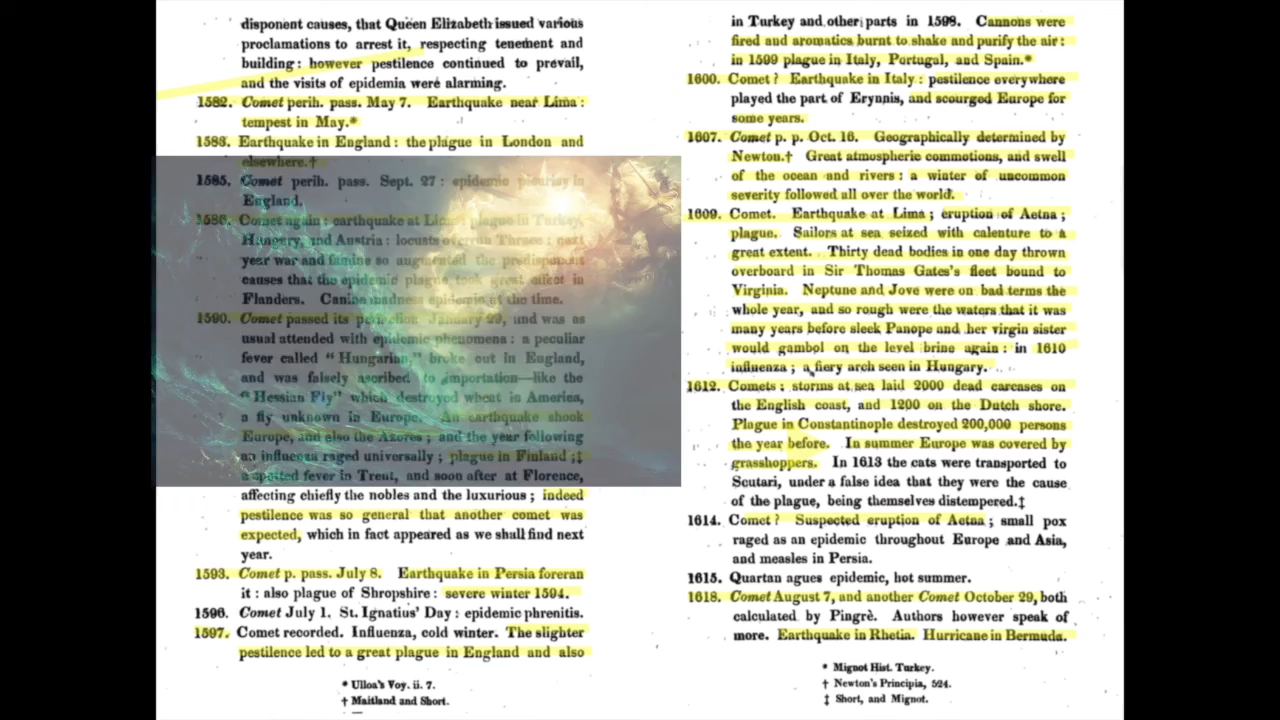 disponent causes, that Queen Elizabeth issued various
proclamations to arrest it, respecting tenement and
building: however pestilence continued to prevail,
and the visits of epidemia were alarming.
1582. Comet perih. pass. May 7. Earthquake near Lima:
tempest in May.*
1583. Earthquake in England: the plague in London and
elsewhere.†
1585. Comet perih. pass. Sept. 27: epidemic pleurisy in
England.
1586. Comet again: earthquake at Lima: plague in Turkey,
Hungary, and Austria: locusts overrun Thrace: next
year war and famine so augmented the predisponent
causes that the epidemic plague took great effect in
Flanders. Canine madness epidemic at the time.
1590. Comet passed its perihelion January 29, and was as
usual attended with epidemic phenomena: a peculiar
fever called "Hungarian," broke out in England,
and was falsely ascribed to importation—like the
"Hessian Fly" which destroyed wheat in America,
a fly unknown in Europe. An earthquake shook
Europe, and also the Azores; and the year following
an influenza raged universally; plague in Finland;‡
a spotted fever in Trent, and soon after at Florence,
affecting chiefly the nobles and the luxurious; indeed
pestilence was so general that another comet was
expected, which in fact appeared as we shall find next
year.
1593. Comet p. pass. July 8. Earthquake in Persia foreran
it: also plague of Shropshire: severe winter 1594.
1596. Comet July 1. St. Ignatius' Day: epidemic phrenitis.
1597. Comet recorded. Influenza, cold winter. The slighter
pestilence led to a great plague in England and also
* Ulloa's Voy. ii. 7.
† Maitland and Short.
in Turkey and other parts in 1598. Cannons were
fired and aromatics burnt to shake and purify the air:
in 1599 plague in Italy, Portugal, and Spain.*
1600. Comet? Earthquake in Italy: pestilence everywhere
played the part of Erynnis, and scourged Europe for
some years.
1607. Comet p. p. Oct. 16. Geographically determined by
Newton.† Great atmospheric commotions, and swell
of the ocean and rivers: a winter of uncommon
severity followed all over the world.
1609. Comet. Earthquake at Lima; eruption of Aetna;
plague. Sailors at sea seized with calenture to a
great extent. Thirty dead bodies in one day thrown
overboard in Sir Thomas Gates's fleet bound to
Virginia. Neptune and Jove were on bad terms the
whole year, and so rough were the waters that it was
many years before sleek Panope and her virgin sister
would gambol on the level brine again: in 1610
influenza; a fiery arch seen in Hungary.
1612. Comets; storms at sea laid 2000 dead carcases on
the English coast, and 1200 on the Dutch shore.
Plague in Constantinople destroyed 200,000 persons
the year before. In summer Europe was covered by
grasshoppers. In 1613 the cats were transported to
Scutari, under a false idea that they were the cause
of the plague, being themselves distempered.‡
1614. Comet? Suspected eruption of Aetna; small pox
raged as an epidemic throughout Europe and Asia,
and measles in Persia.
1615. Quartan agues epidemic, hot summer.
1618. Comet August 7, and another Comet October 29, both
calculated by Pingrè. Authors however speak of
more. Earthquake in Rhetia. Hurricane in Bermuda.
* Mignot Hist. Turkey.
† Newton's Principia, 524.
‡ Short, and Mignot.